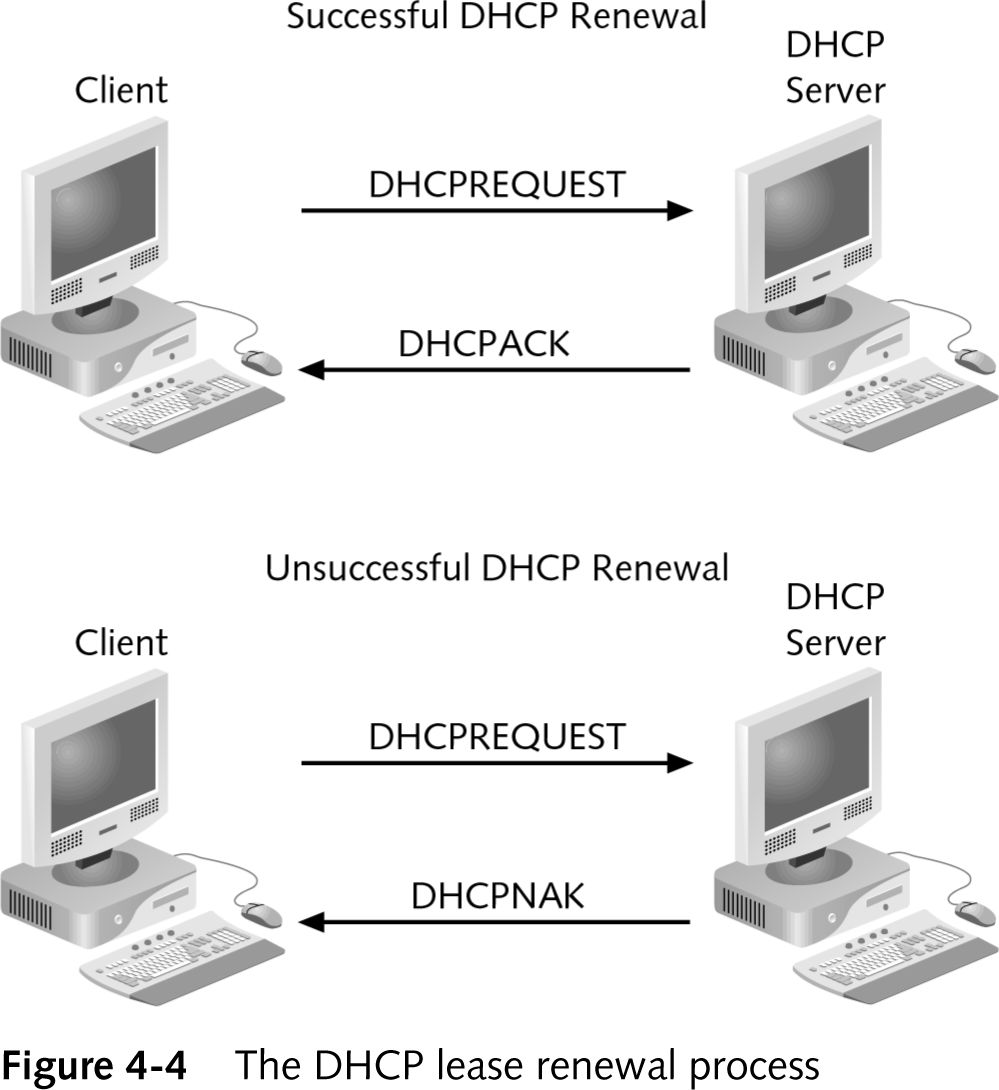 Successful DHCP Renewal
Client
DHCP
Server
DHCPREQUEST
DHCPACK
Unsuccessful DHCP Renewal
Client
DHCP
Server
DHCPREQUEST
DHCPNAK
Figure 4-4 The DHCP lease renewal process